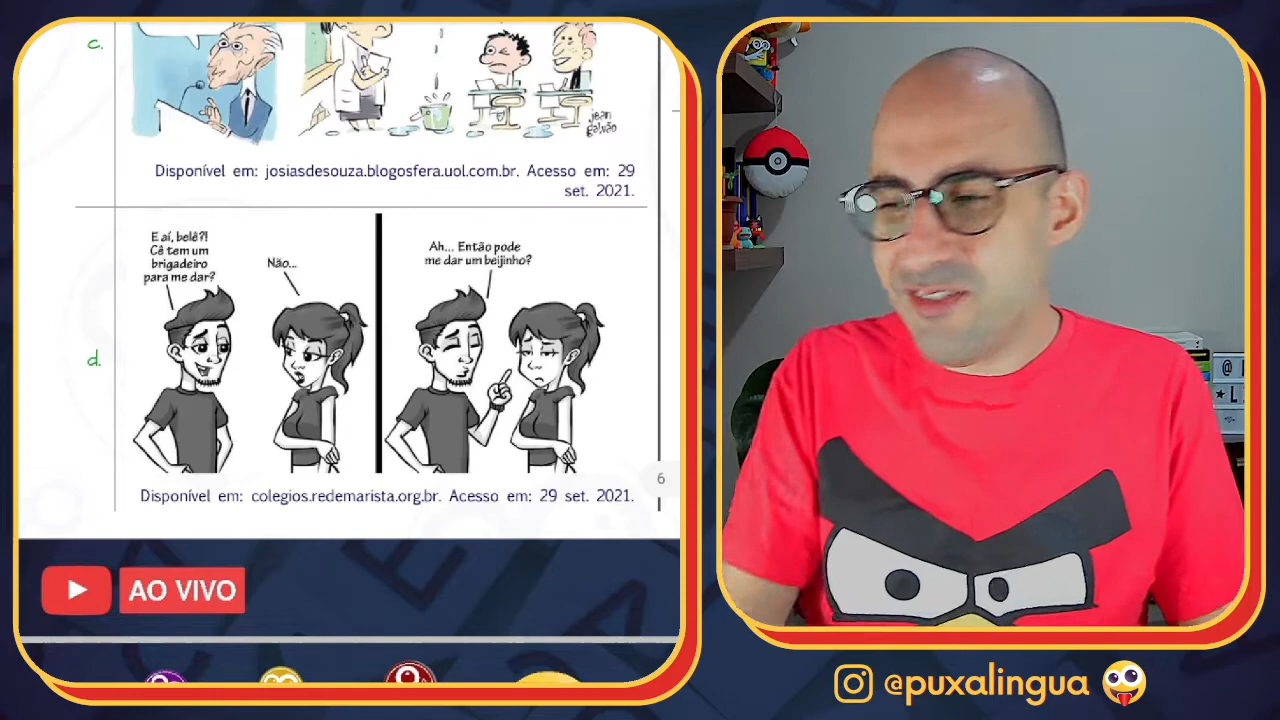 c.
jean
galvão
Disponível em: josiasdesouza.blogosfera.uol.com.br. Acesso em: 29
set. 2021.
E aí, belê?!
Cê tem um
brigadeiro
para me dar?
Não...
Ah... Então pode
me dar um beijinho?
d.
6
Disponível em: colegios.redemarista.org.br. Acesso em: 29 set. 2021.
AO VIVO
@puxalingua